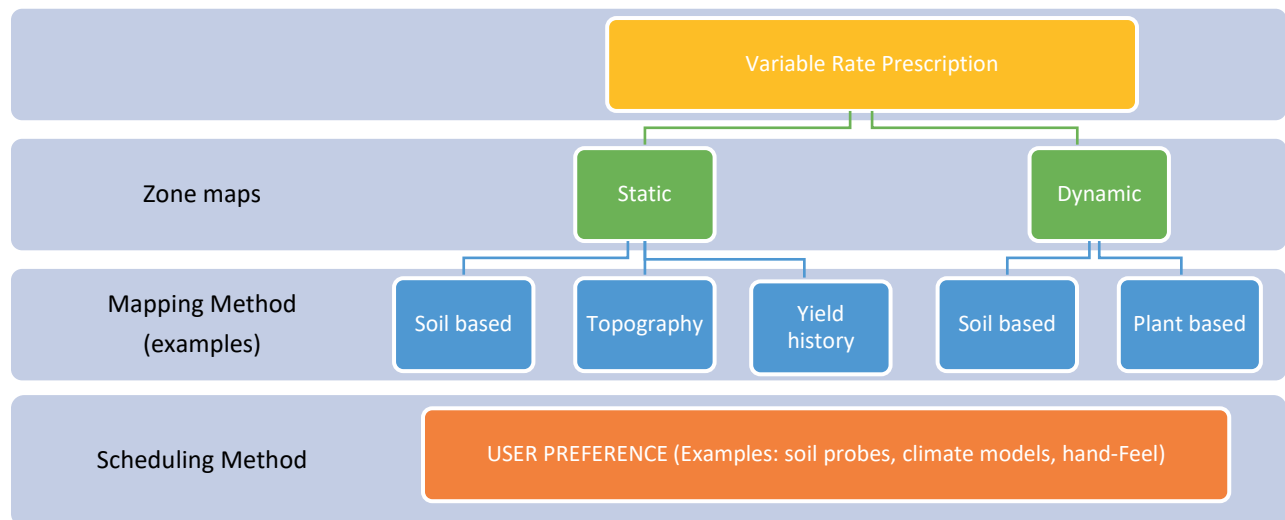 Variable Rate Prescription
Zone maps
Static
Dynamic
Mapping Method
(examples)
Soil based
Topography
Yield
history
Soil based
Plant based
Scheduling Method
USER PREFERENCE (Examples: soil probes, climate models, hand-Feel)